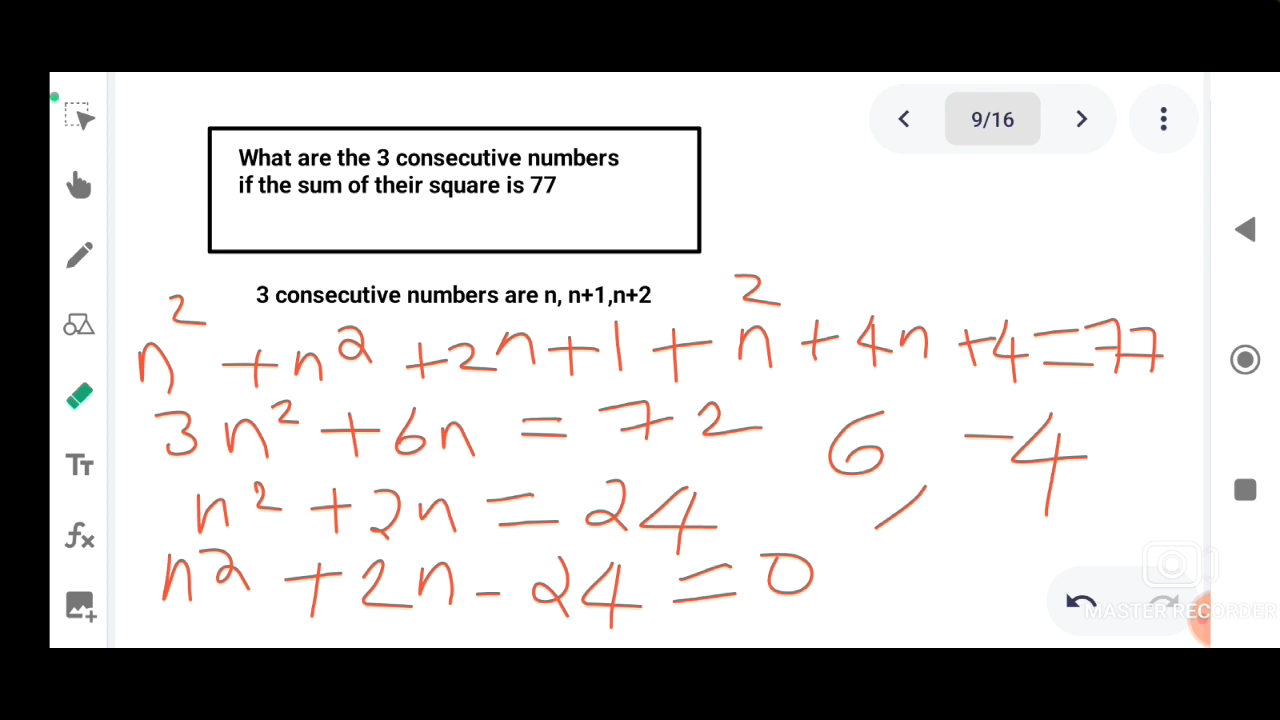 9/16
What are the 3 consecutive numbers
if the sum of their square is 77
3 consecutive numbers are n, n+1,n+2
n² + n² + 2n + 1 + n² + 4n + 4 = 77
3n² + 6n = 72
6, -4
n² + 2n = 24
n² + 2n - 24 = 0
Tт
fx
MASTER RECORDER